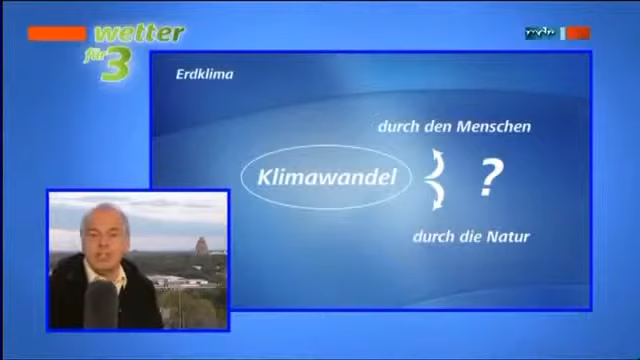 wetter
für 3
mdr
Erdklima
durch den Menschen
Klimawandel
?
durch die Natur